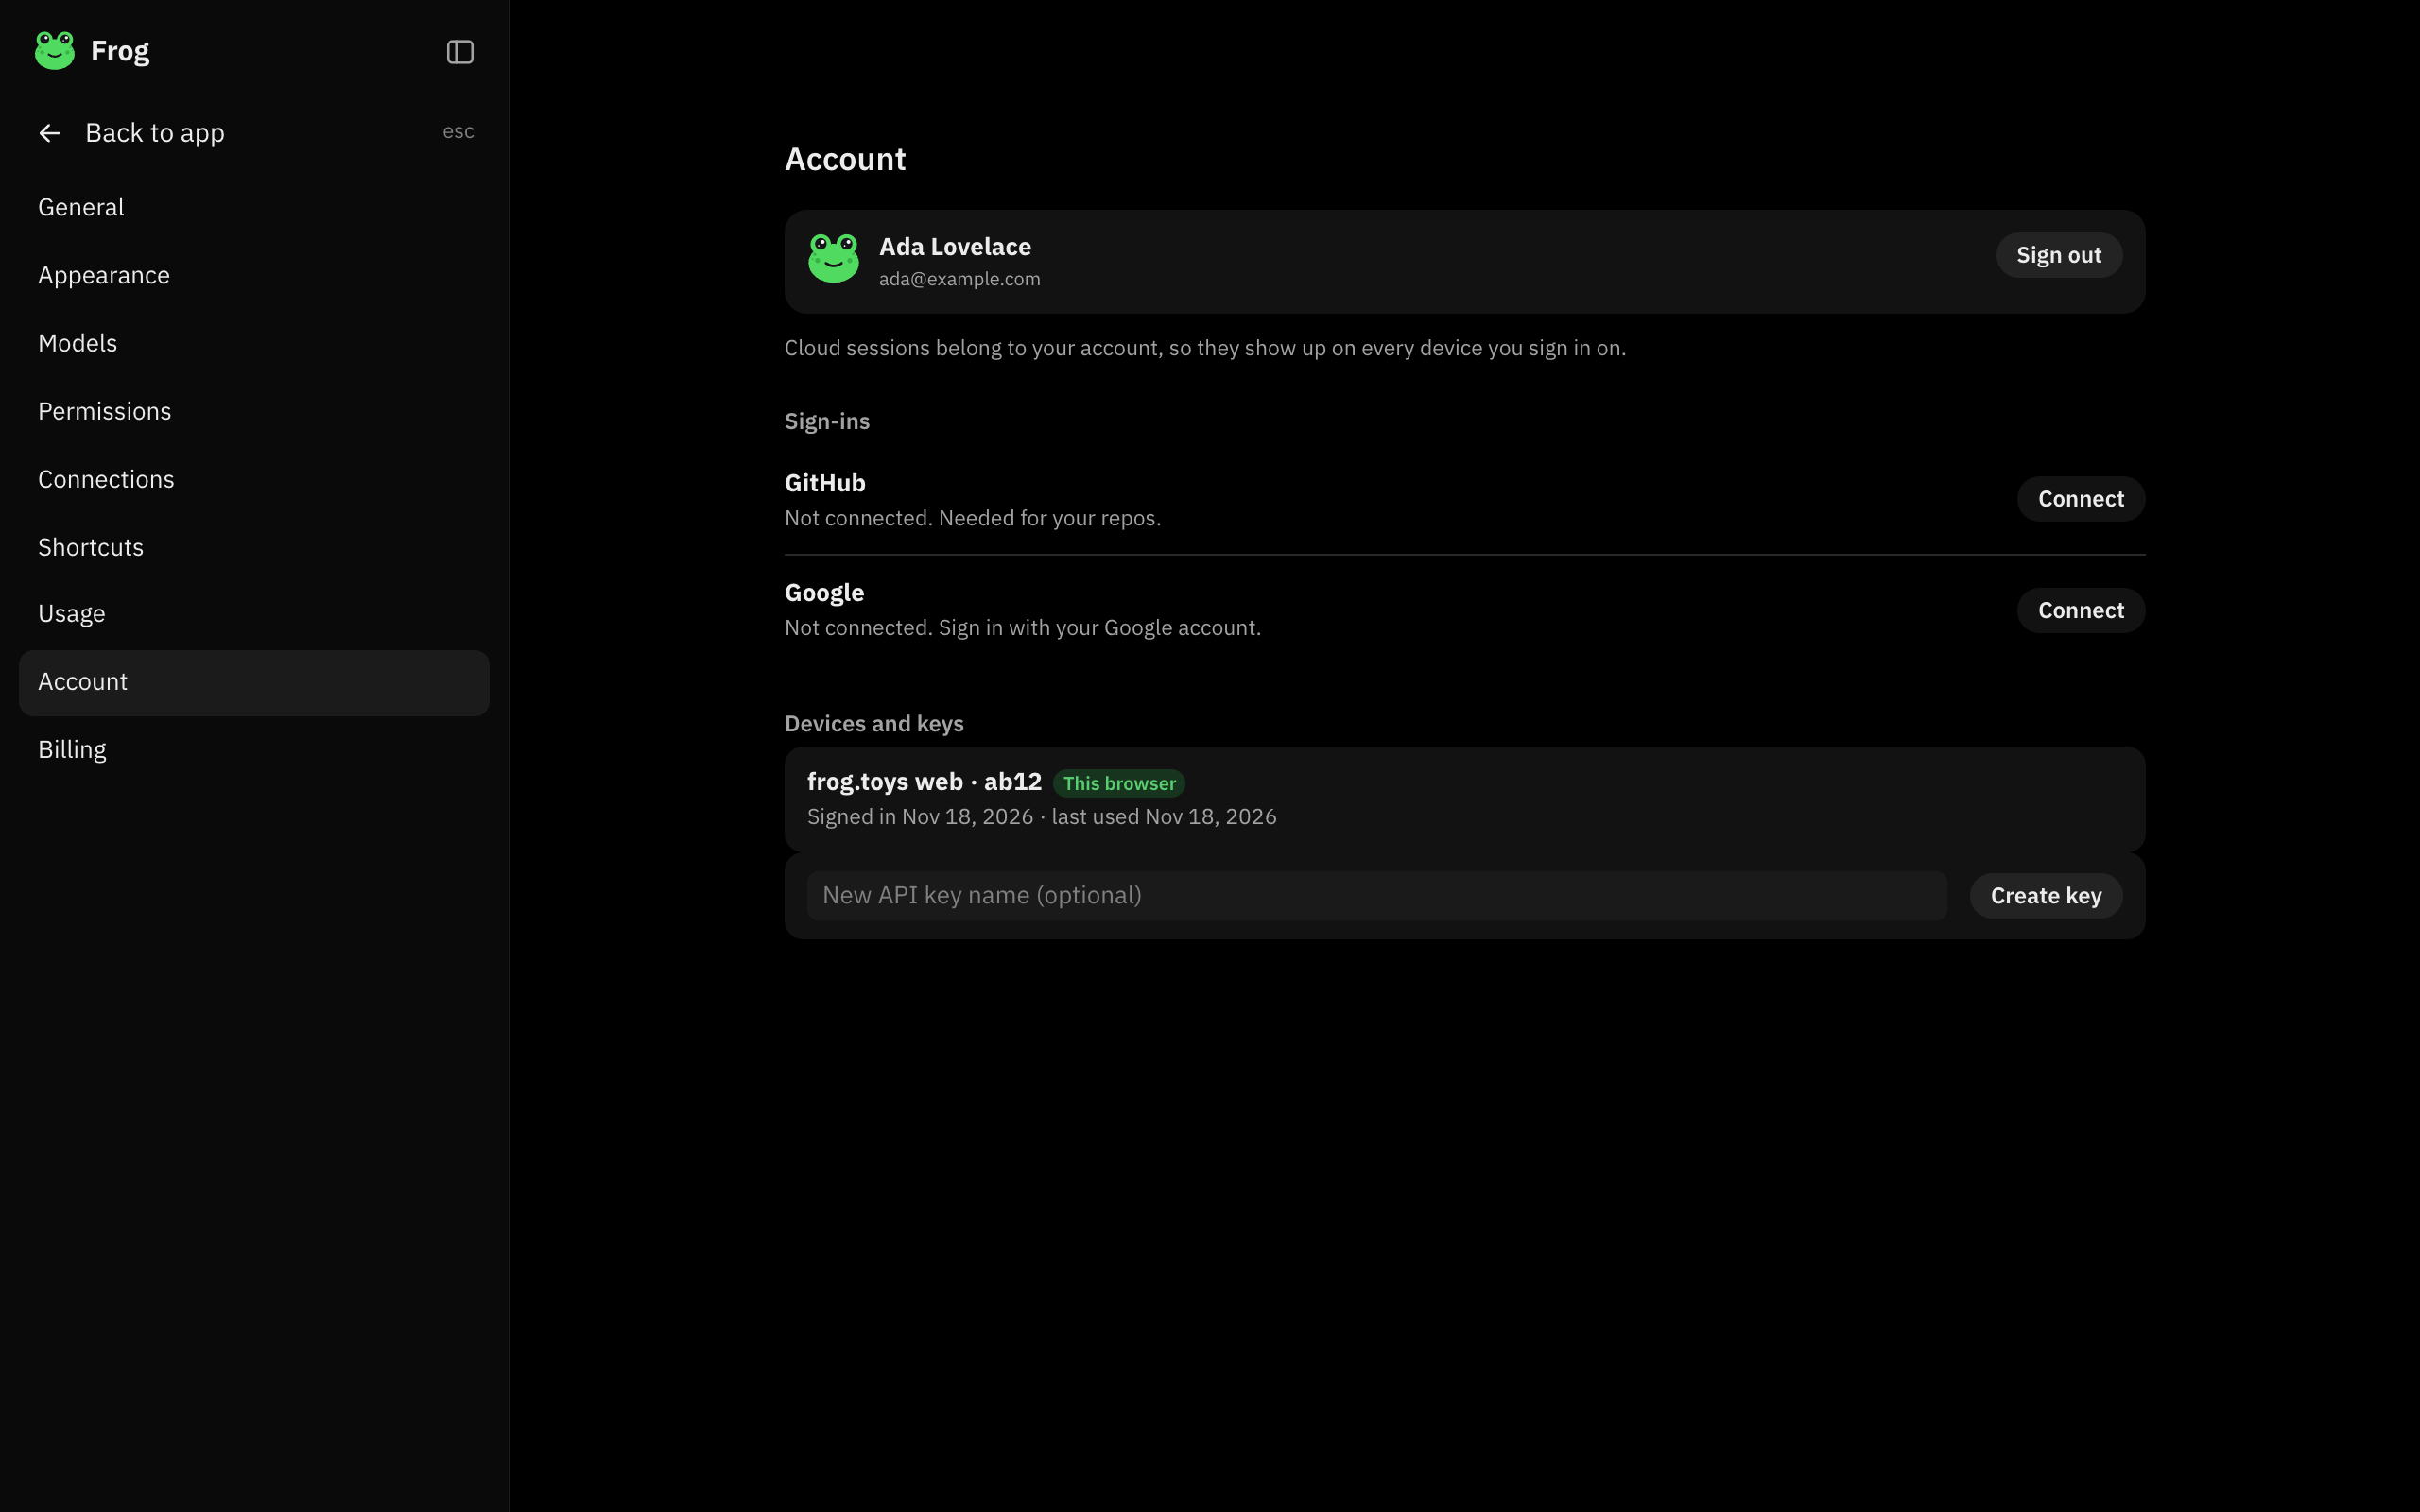 Frog
Back to app
esc
General
Appearance
Models
Permissions
Connections
Shortcuts
Usage
Account
Billing
Account
Ada Lovelace
ada@example.com
Sign out
Cloud sessions belong to your account, so they show up on every device you sign in on.
Sign-ins
GitHub
Not connected. Needed for your repos.
Connect
Google
Not connected. Sign in with your Google account.
Connect
Devices and keys
frog.toys web · ab12 This browser
Signed in Nov 18, 2026 · last used Nov 18, 2026
New API key name (optional)
Create key